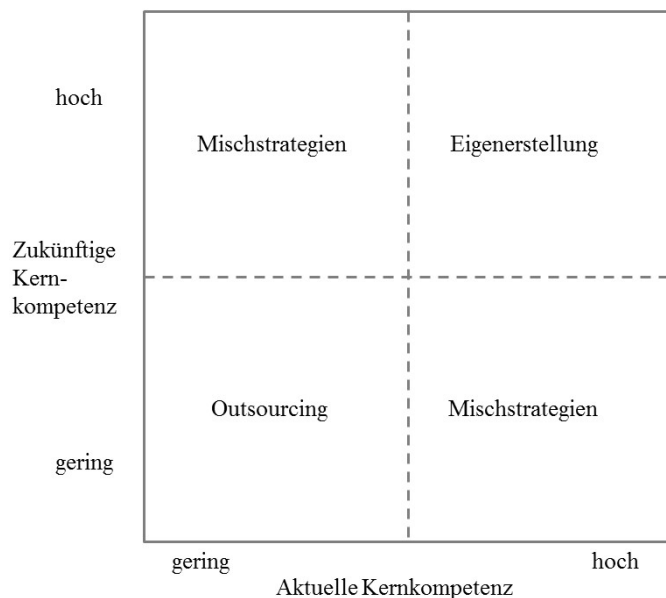 hoch
Mischstrategien
Eigenerstellung
Zukünftige
Kern-
kompetenz
Outsourcing
Mischstrategien
gering
gering
hoch
Aktuelle Kernkompetenz